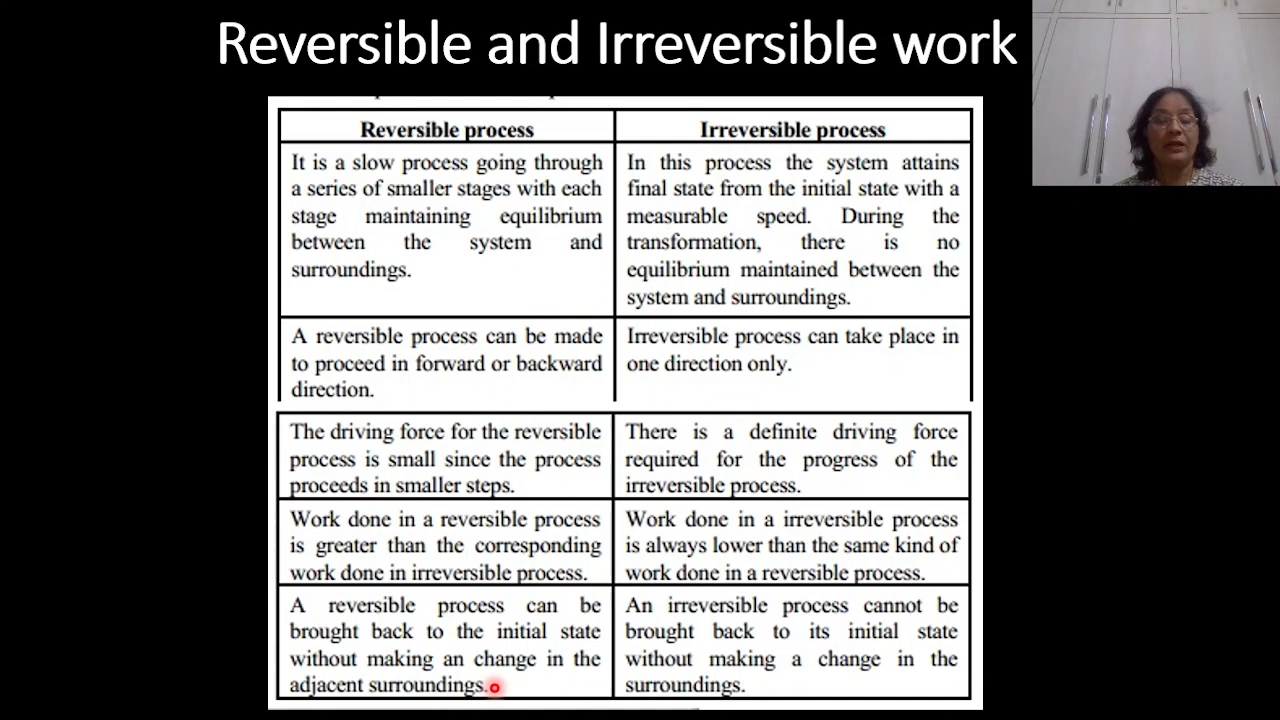 Reversible and Irreversible work
Reversible process
Irreversible process
It is a slow process going through
a series of smaller stages with each
stage maintaining equilibrium
between the system and
surroundings.
In this process the system attains
final state from the initial state with a
measurable speed. During the
transformation, there is no
equilibrium maintained between the
system and surroundings.
A reversible process can be made
to proceed in forward or backward
direction.
Irreversible process can take place in
one direction only.
The driving force for the reversible
process is small since the process
proceeds in smaller steps.
There is a definite driving force
required for the progress of the
irreversible process.
Work done in a reversible process
is greater than the corresponding
work done in irreversible process.
Work done in a irreversible process
is always lower than the same kind of
work done in a reversible process.
A reversible process can be
brought back to the initial state
without making an change in the
adjacent surroundings.
An irreversible process cannot be
brought back to its initial state
without making a change in the
surroundings.